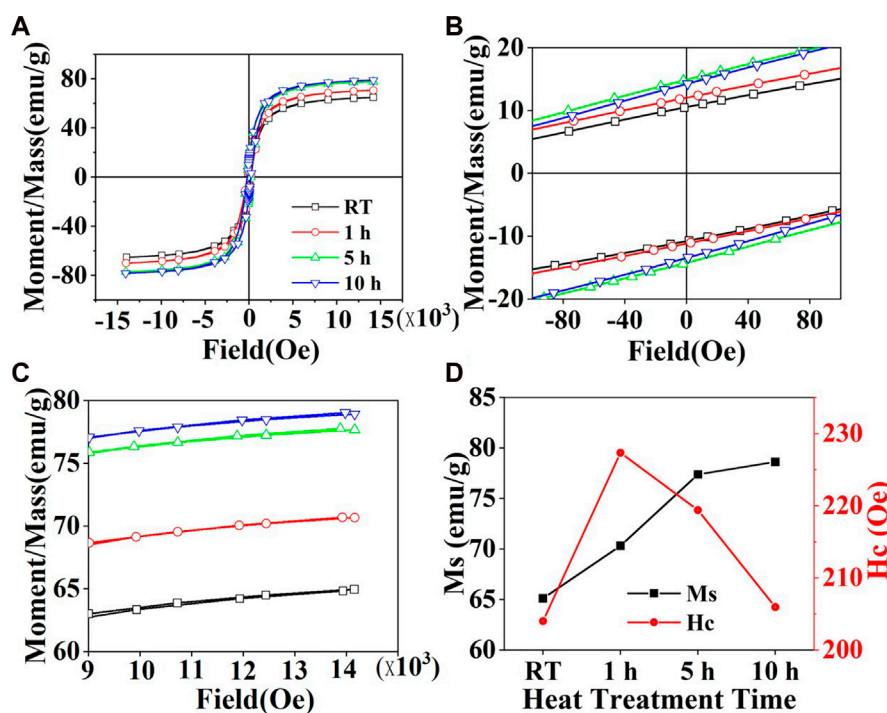 A
Moment/Mass(emu/g)
80
40
0
-40
-80
RT
1 h
5 h
10 h
-15 -10 -5 0 5 10 15 (×10³
Field(Oe)
B
Moment/Mass(emu/g)
20
10
0
-10
-20
-80 -40 0 40 80
Field(Oe)
C
Moment/Mass(emu/g)
80
75
70
65
60
9 10 11 12 13 14 (×10³
Field(Oe)
D
Ms (emu/g)
85
80
75
70
65
60
Ms
Hc
230
220
210
200
Hc (Oe)
RT 1 h 5 h 10 h
Heat Treatment Time